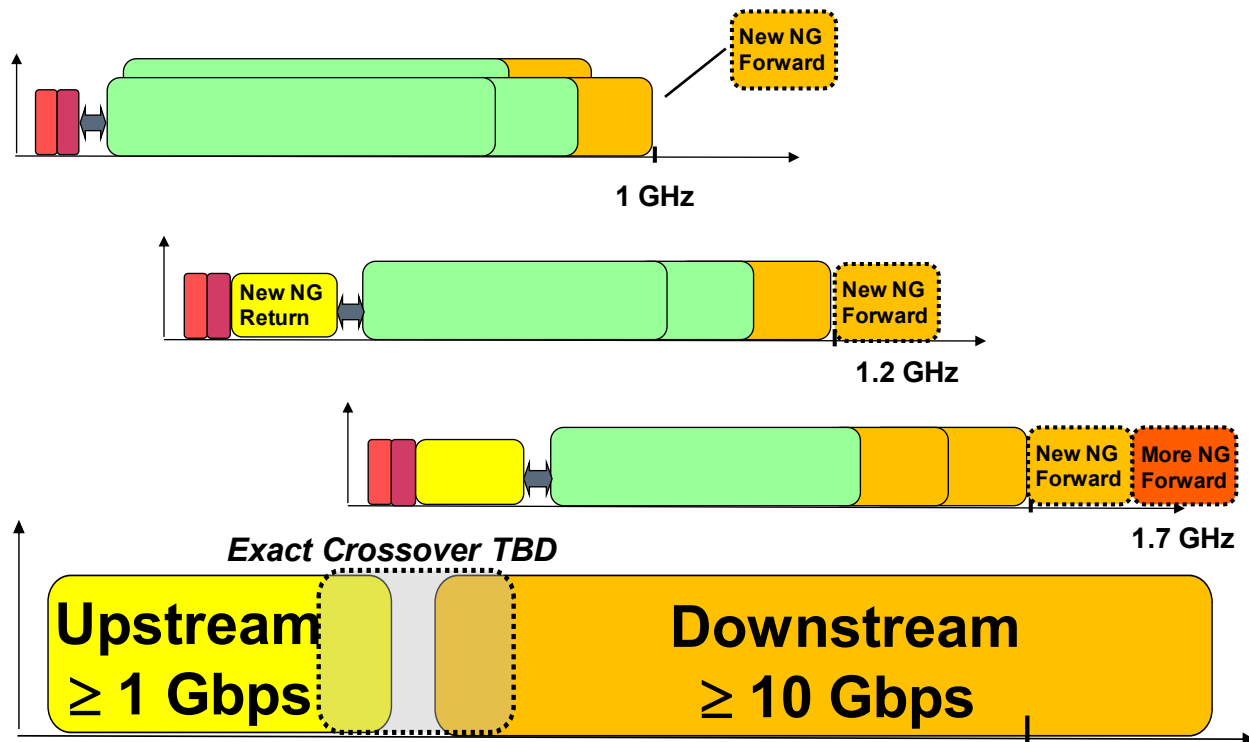 New NG
Forward
1 GHz
New NG
Return
New NG
Forward
1.2 GHz
New NG
Forward
More NG
Forward
1.7 GHz
Exact Crossover TBD
Upstream
≥ 1 Gbps
Downstream
≥ 10 Gbps